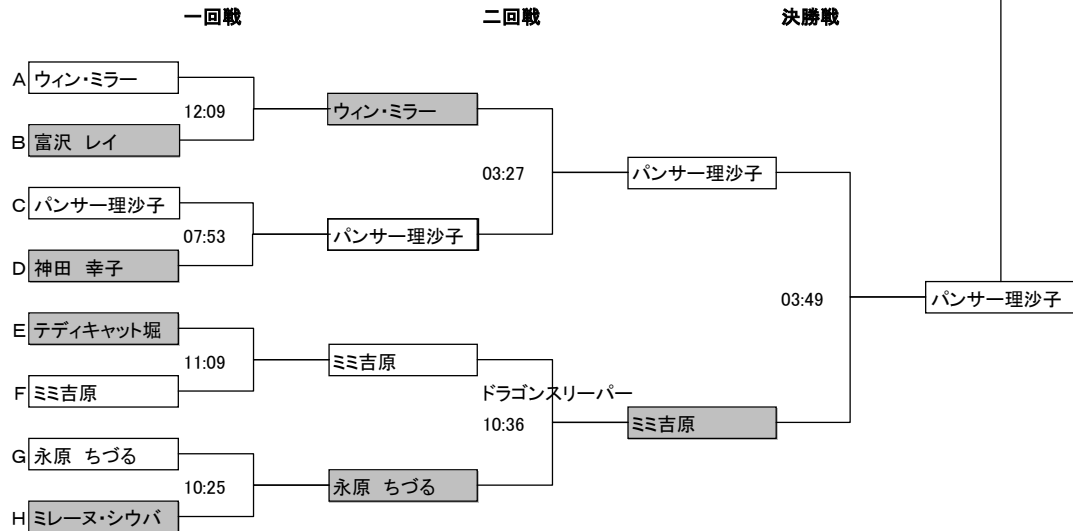 一回戦
二回戦
決勝戦
A ウィン・ミラー
12:09
B 富沢 レイ
ウィン・ミラー
03:27
パンサー理沙子
C パンサー理沙子
07:53
パンサー理沙子
D 神田 幸子
03:49
パンサー理沙子
E テディキャット堀
11:09
ミミ吉原
F ミミ吉原
ドラゴンスリーパー
10:36
ミミ吉原
G 永原 ちづる
10:25
永原 ちづる
H ミレーヌ・シウバ